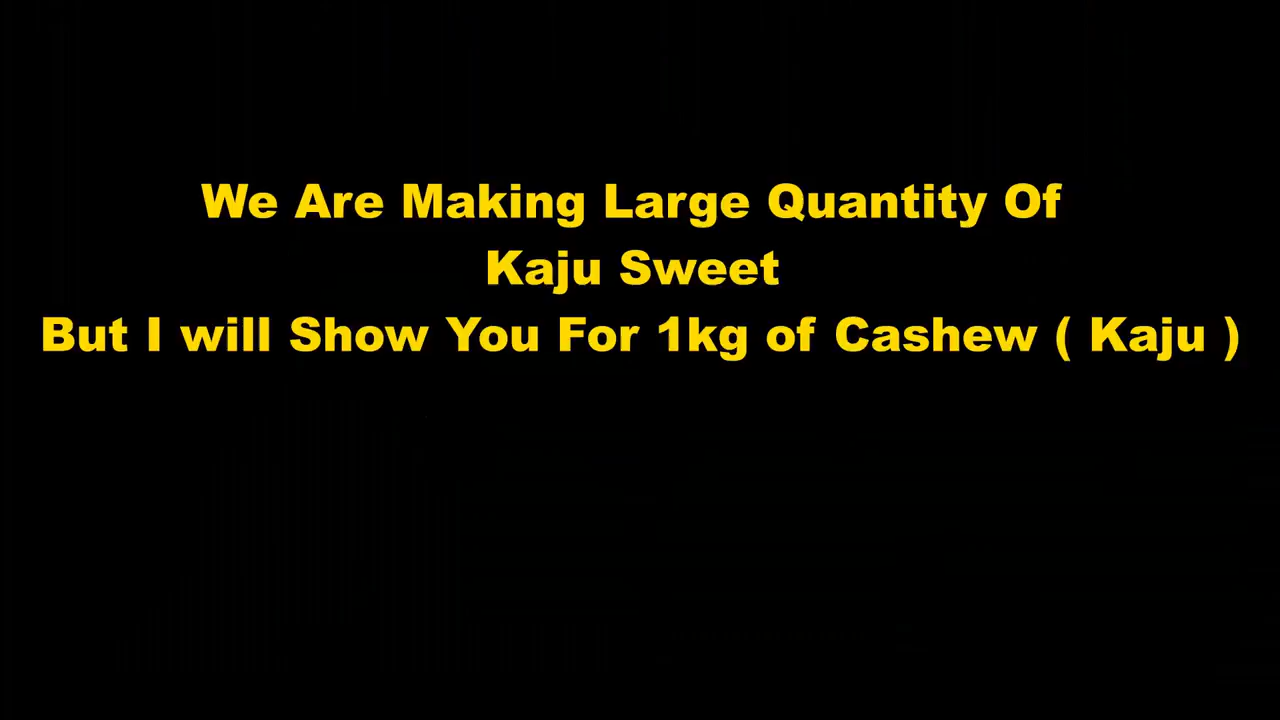 We Are Making Large Quantity Of
Kaju Sweet
But I will Show You For 1kg of Cashew ( Kaju )